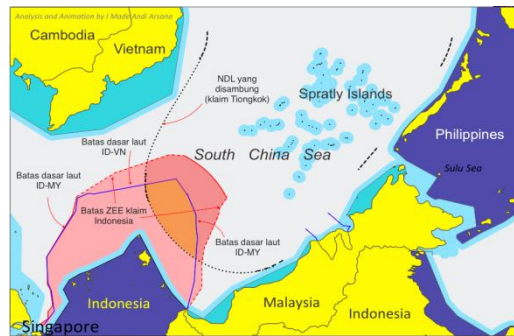 Analysis and Animation by I Made Andi Arsana
Cambodia
Vietnam
NDL yang
disambung
(klaim Tiongkok)
Spratly Islands
Philippines
Batas dasar laut
ID-VN
South China Sea
Sulu Sea
Batas dasar laut
ID-MY
Batas ZEE klaim
Indonesia
Batas dasar laut
ID-MY
Indonesia
Malaysia
Indonesia
Singapore